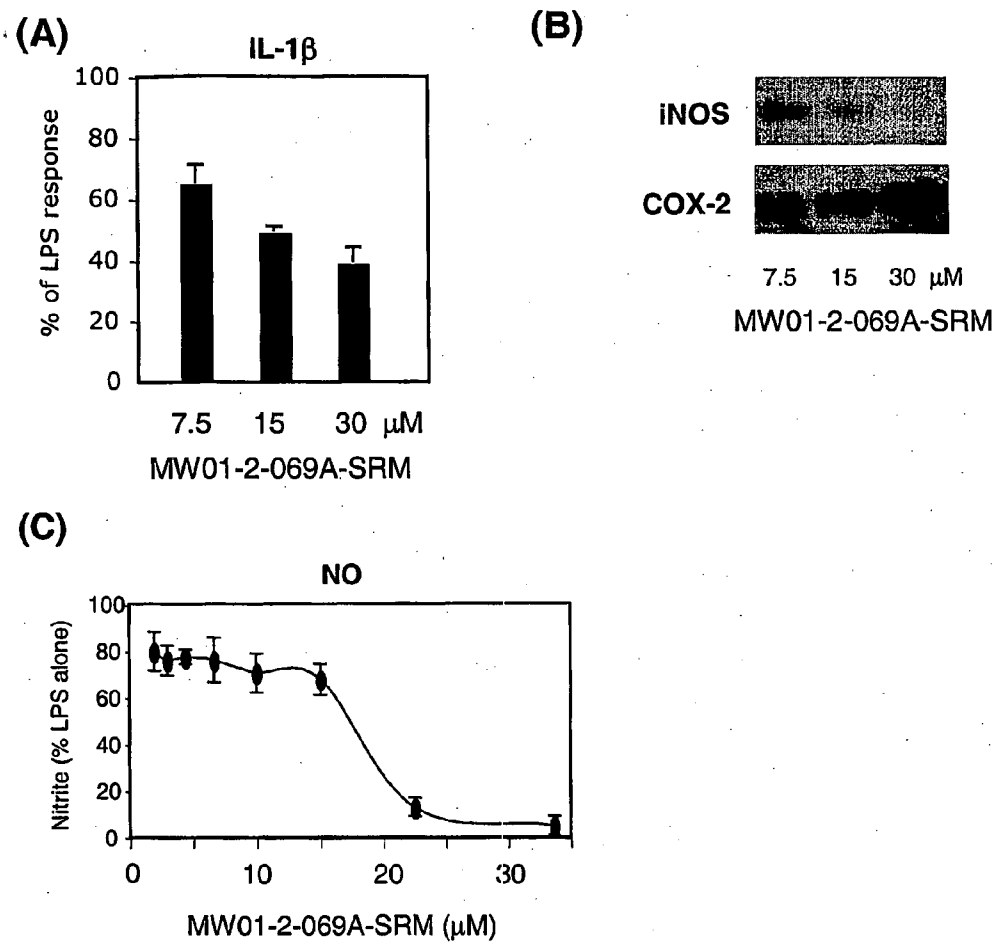 (A)
IL-1β
100
80
60
40
20
0
% of LPS response
7.5 15 30 μM
MW01-2-069A-SRM
(B)
iNOS
COX-2
7.5 15 30 μM
MW01-2-069A-SRM
(C)
NO
100
80
60
40
20
0
Nitrite (% LPS alone)
0 10 20 30
MW01-2-069A-SRM (μM)